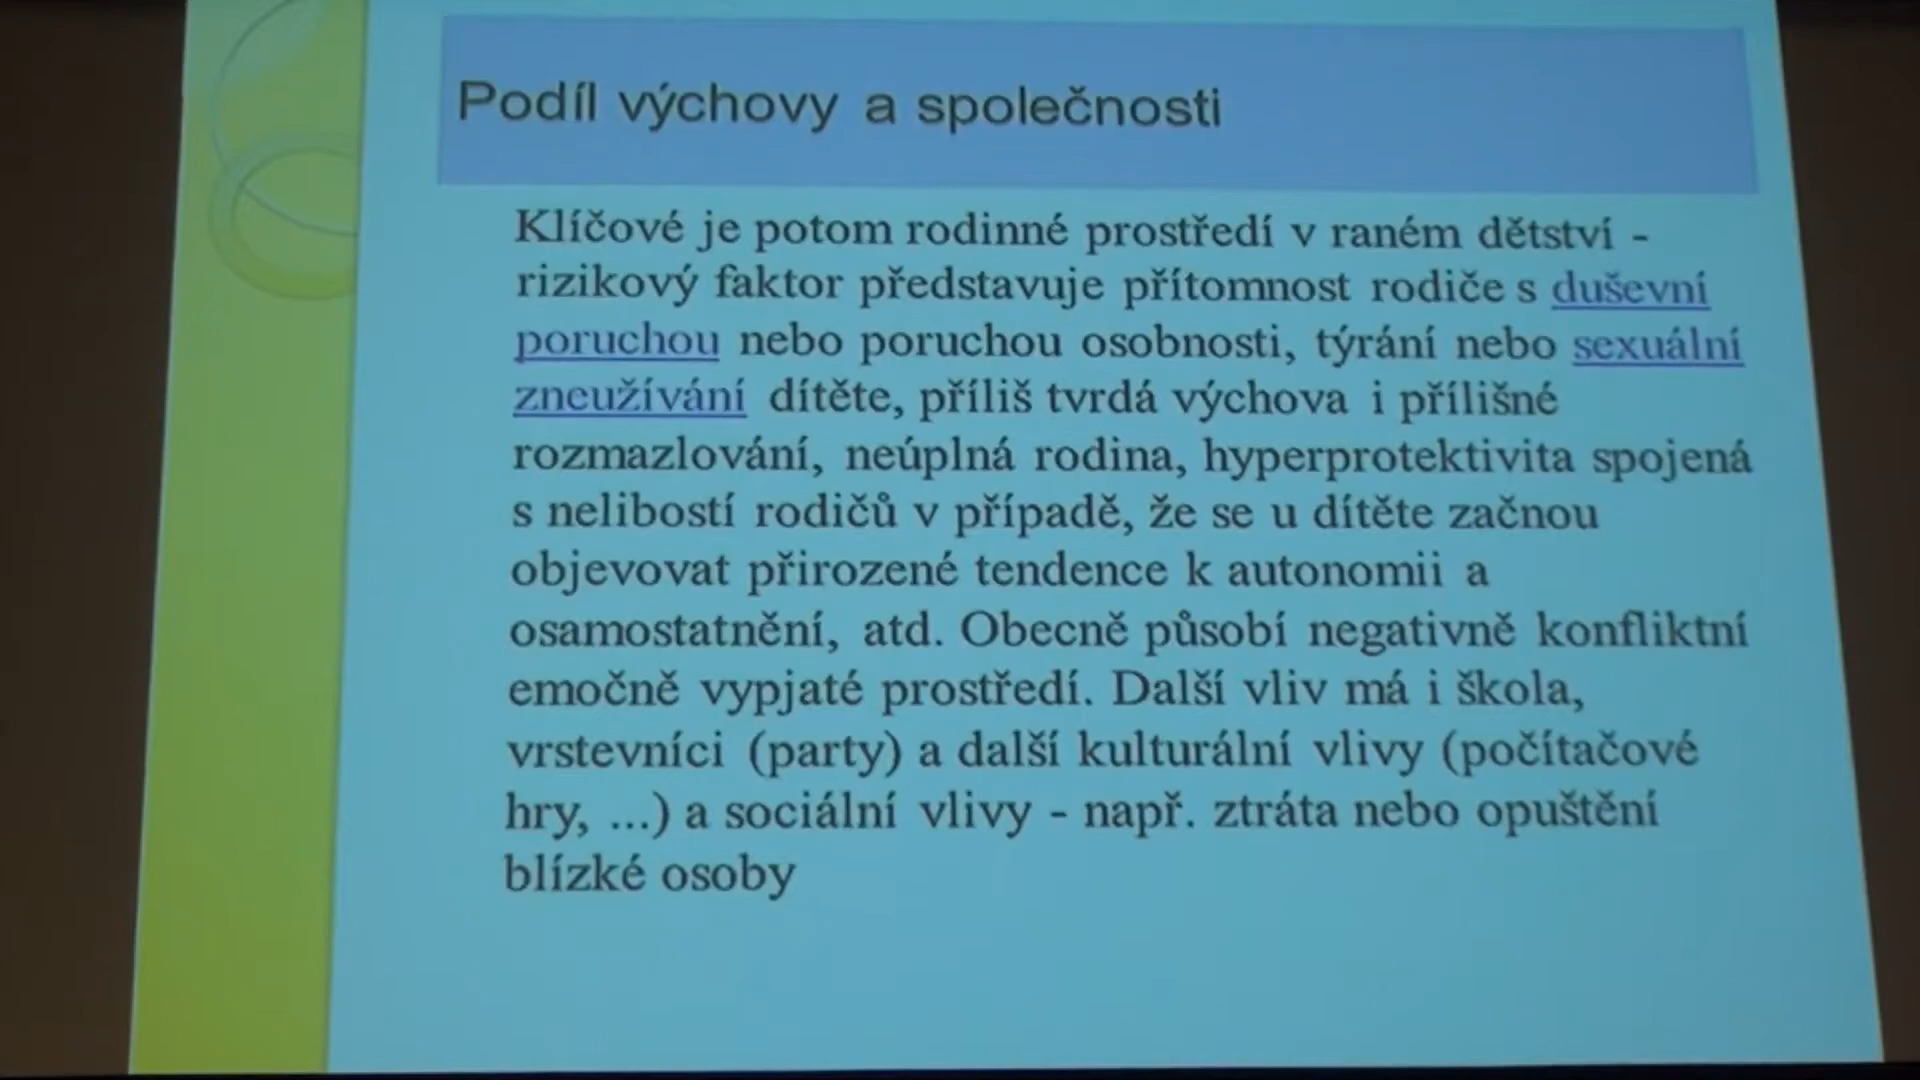 Podíl výchovy a společnosti
Klíčové je potom rodinné prostředí v raném dětství -
rizikový faktor představuje přítomnost rodiče s duševní
poruchou nebo poruchou osobnosti, týrání nebo sexuální
zneužívání dítěte, příliš tvrdá výchova i přílišné
rozmazlování, neúplná rodina, hyperprotektivita spojená
s nelibostí rodičů v případě, že se u dítěte začnou
objevovat přirozené tendence k autonomii a
osamostatnění, atd. Obecně působí negativně konfliktní
emočně vypjaté prostředí. Další vliv má i škola,
vrstevníci (party) a další kulturální vlivy (počítačové
hry, ...) a sociální vlivy - např. ztráta nebo opuštění
blízké osoby